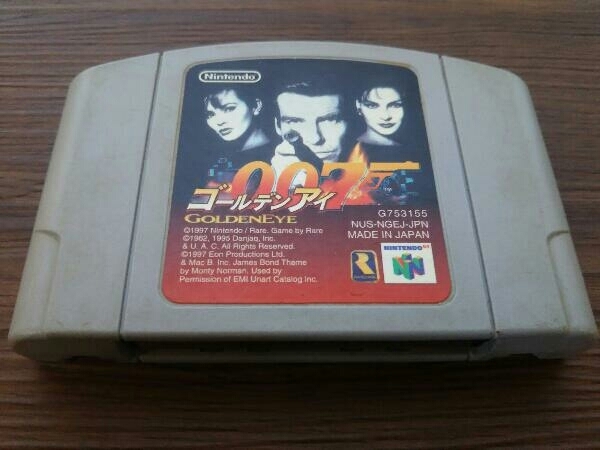 Nintendo
007
ゴールデンアイ
GOLDENEYE
G753155
NUS-NGEJ-JPN
MADE IN JAPAN
©1997 Nintendo / Rare. Game by Rare
©1962, 1995 Danjaq, Inc.
& U. A. C. All Rights Reserved.
©1997 Eon Productions Ltd.
& Mac B. Inc. James Bond Theme
by Monty Norman. Used by
Permission of EMI Unart Catalog Inc.
NINTENDO 64